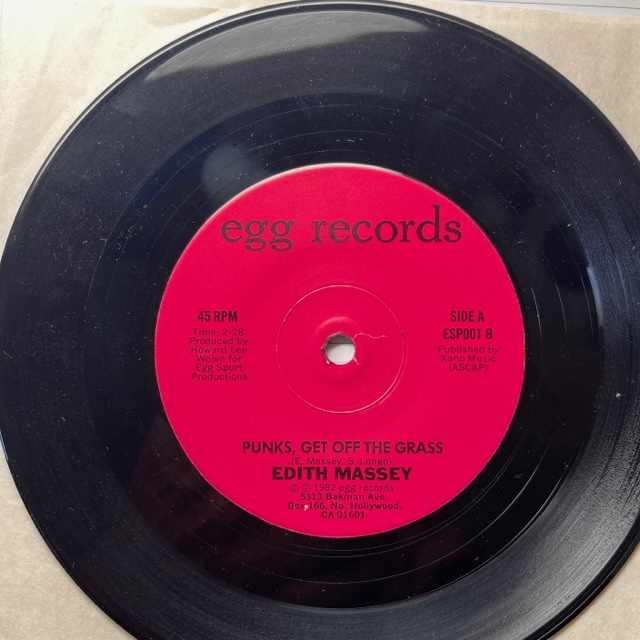 egg records
45 RPM
Time: 2:28
Produced by
Howard Lee
Wolen for
Egg Spurt
Productions
SIDE A
ESP001 B
Published by
Xano Music
(ASCAP)
PUNKS, GET OFF THE GRASS
(E. Massey, S. Longo)
EDITH MASSEY
© ℗ 1982 egg records
5313 Bakman Ave.
Box 166, No. Hollywood,
CA 91601